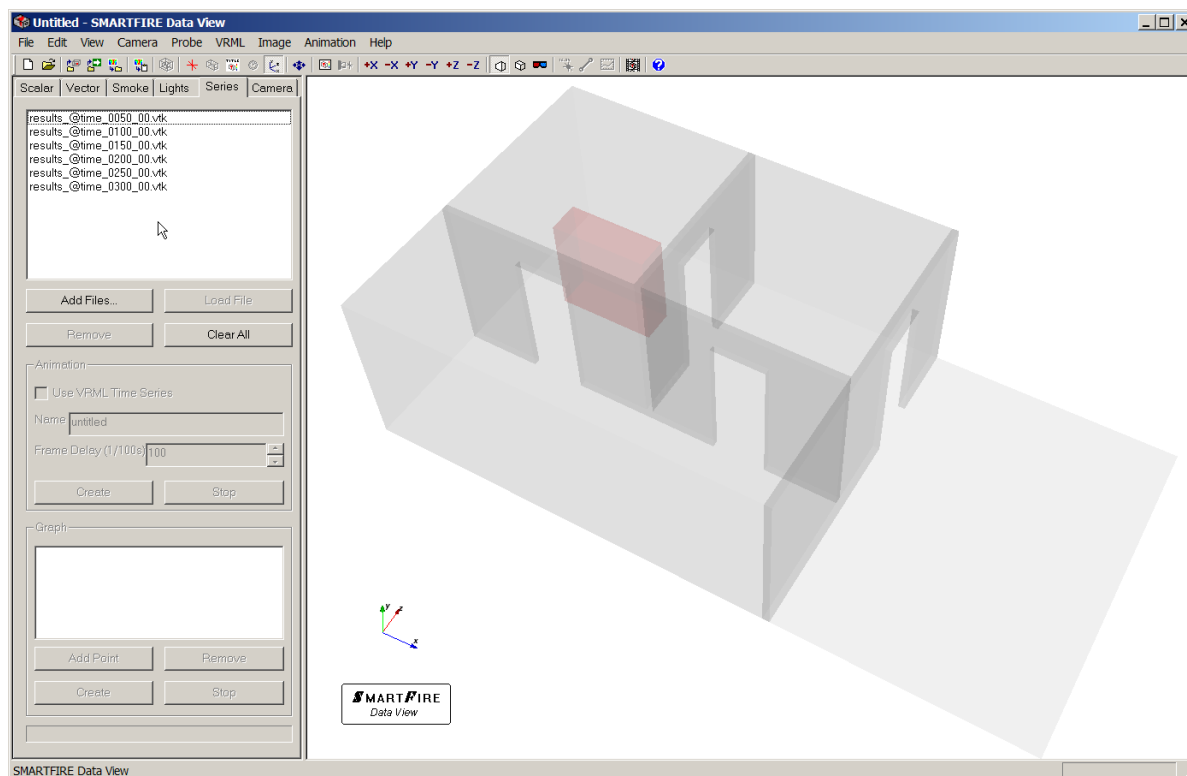 Untitled - SMARTFIRE Data View
File Edit View Camera Probe VRML Image Animation Help
+X -X +Y -Y +Z -Z
Scalar Vector Smoke Lights Series Camera
results_@time_0050_00.vtk
results_@time_0100_00.vtk
results_@time_0150_00.vtk
results_@time_0200_00.vtk
results_@time_0250_00.vtk
results_@time_0300_00.vtk
Add Files... Load File
Remove Clear All
Animation
Use VRML Time Series
Name untitled
Frame Delay (1/100s) 100
Create Stop
Graph
Add Point Remove
Create Stop
y z
x
SMARTFIRE
Data View
SMARTFIRE Data View